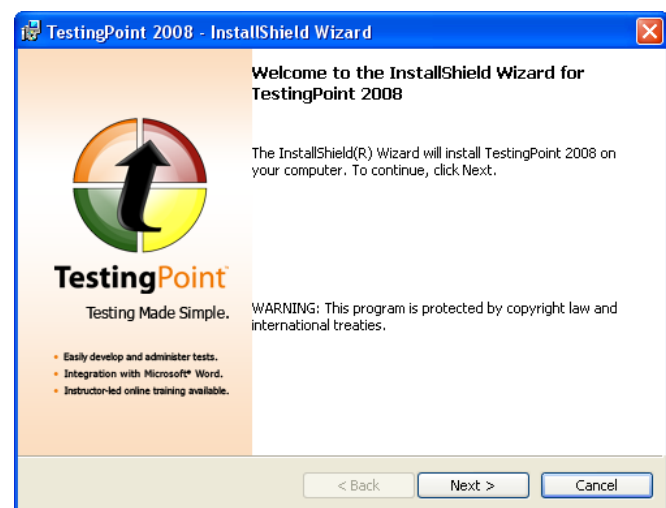 TestingPoint 2008 - InstallShield Wizard
Welcome to the InstallShield Wizard for
TestingPoint 2008
The InstallShield(R) Wizard will install TestingPoint 2008 on
your computer. To continue, click Next.
t
TestingPoint
Testing Made Simple.
WARNING: This program is protected by copyright law and
international treaties.
• Easily develop and administer tests.
• Integration with Microsoft® Word.
• Instructor-led online training available.
< Back
Next >
Cancel